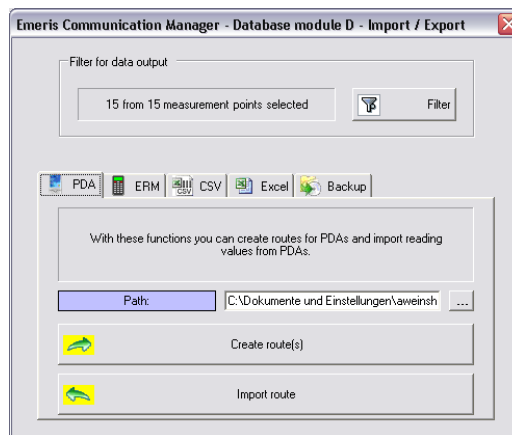 Emeris Communication Manager - Database module D - Import / Export
Filter for data output
15 from 15 measurement points selected
Filter
PDA
ERM
CSV
CSV
Excel
Backup
With these functions you can create routes for PDAs and import reading
values from PDAs.
Path:
C:\Dokumente und Einstellungen\aweinsh
...
Create route(s)
Import route